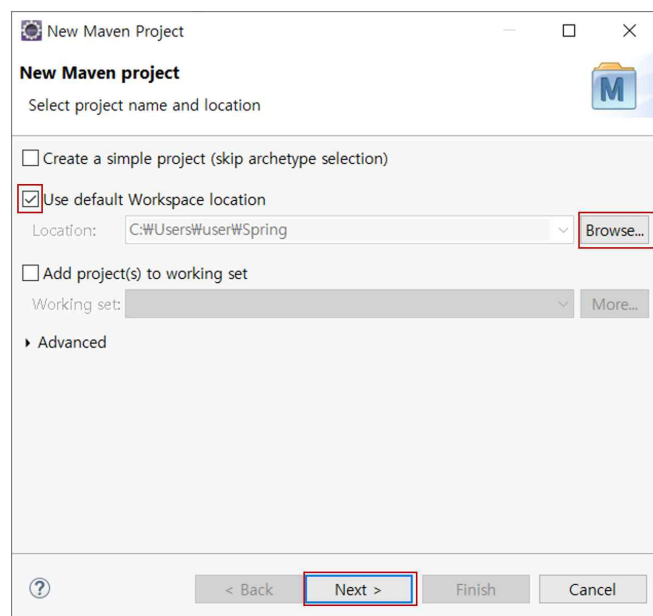 New Maven Project
New Maven project
Select project name and location
M
Create a simple project (skip archetype selection)
Use default Workspace location
Location: C:₩Users₩user₩Spring Browse...
Add project(s) to working set
Working set: More...
Advanced
? < Back Next > Finish Cancel